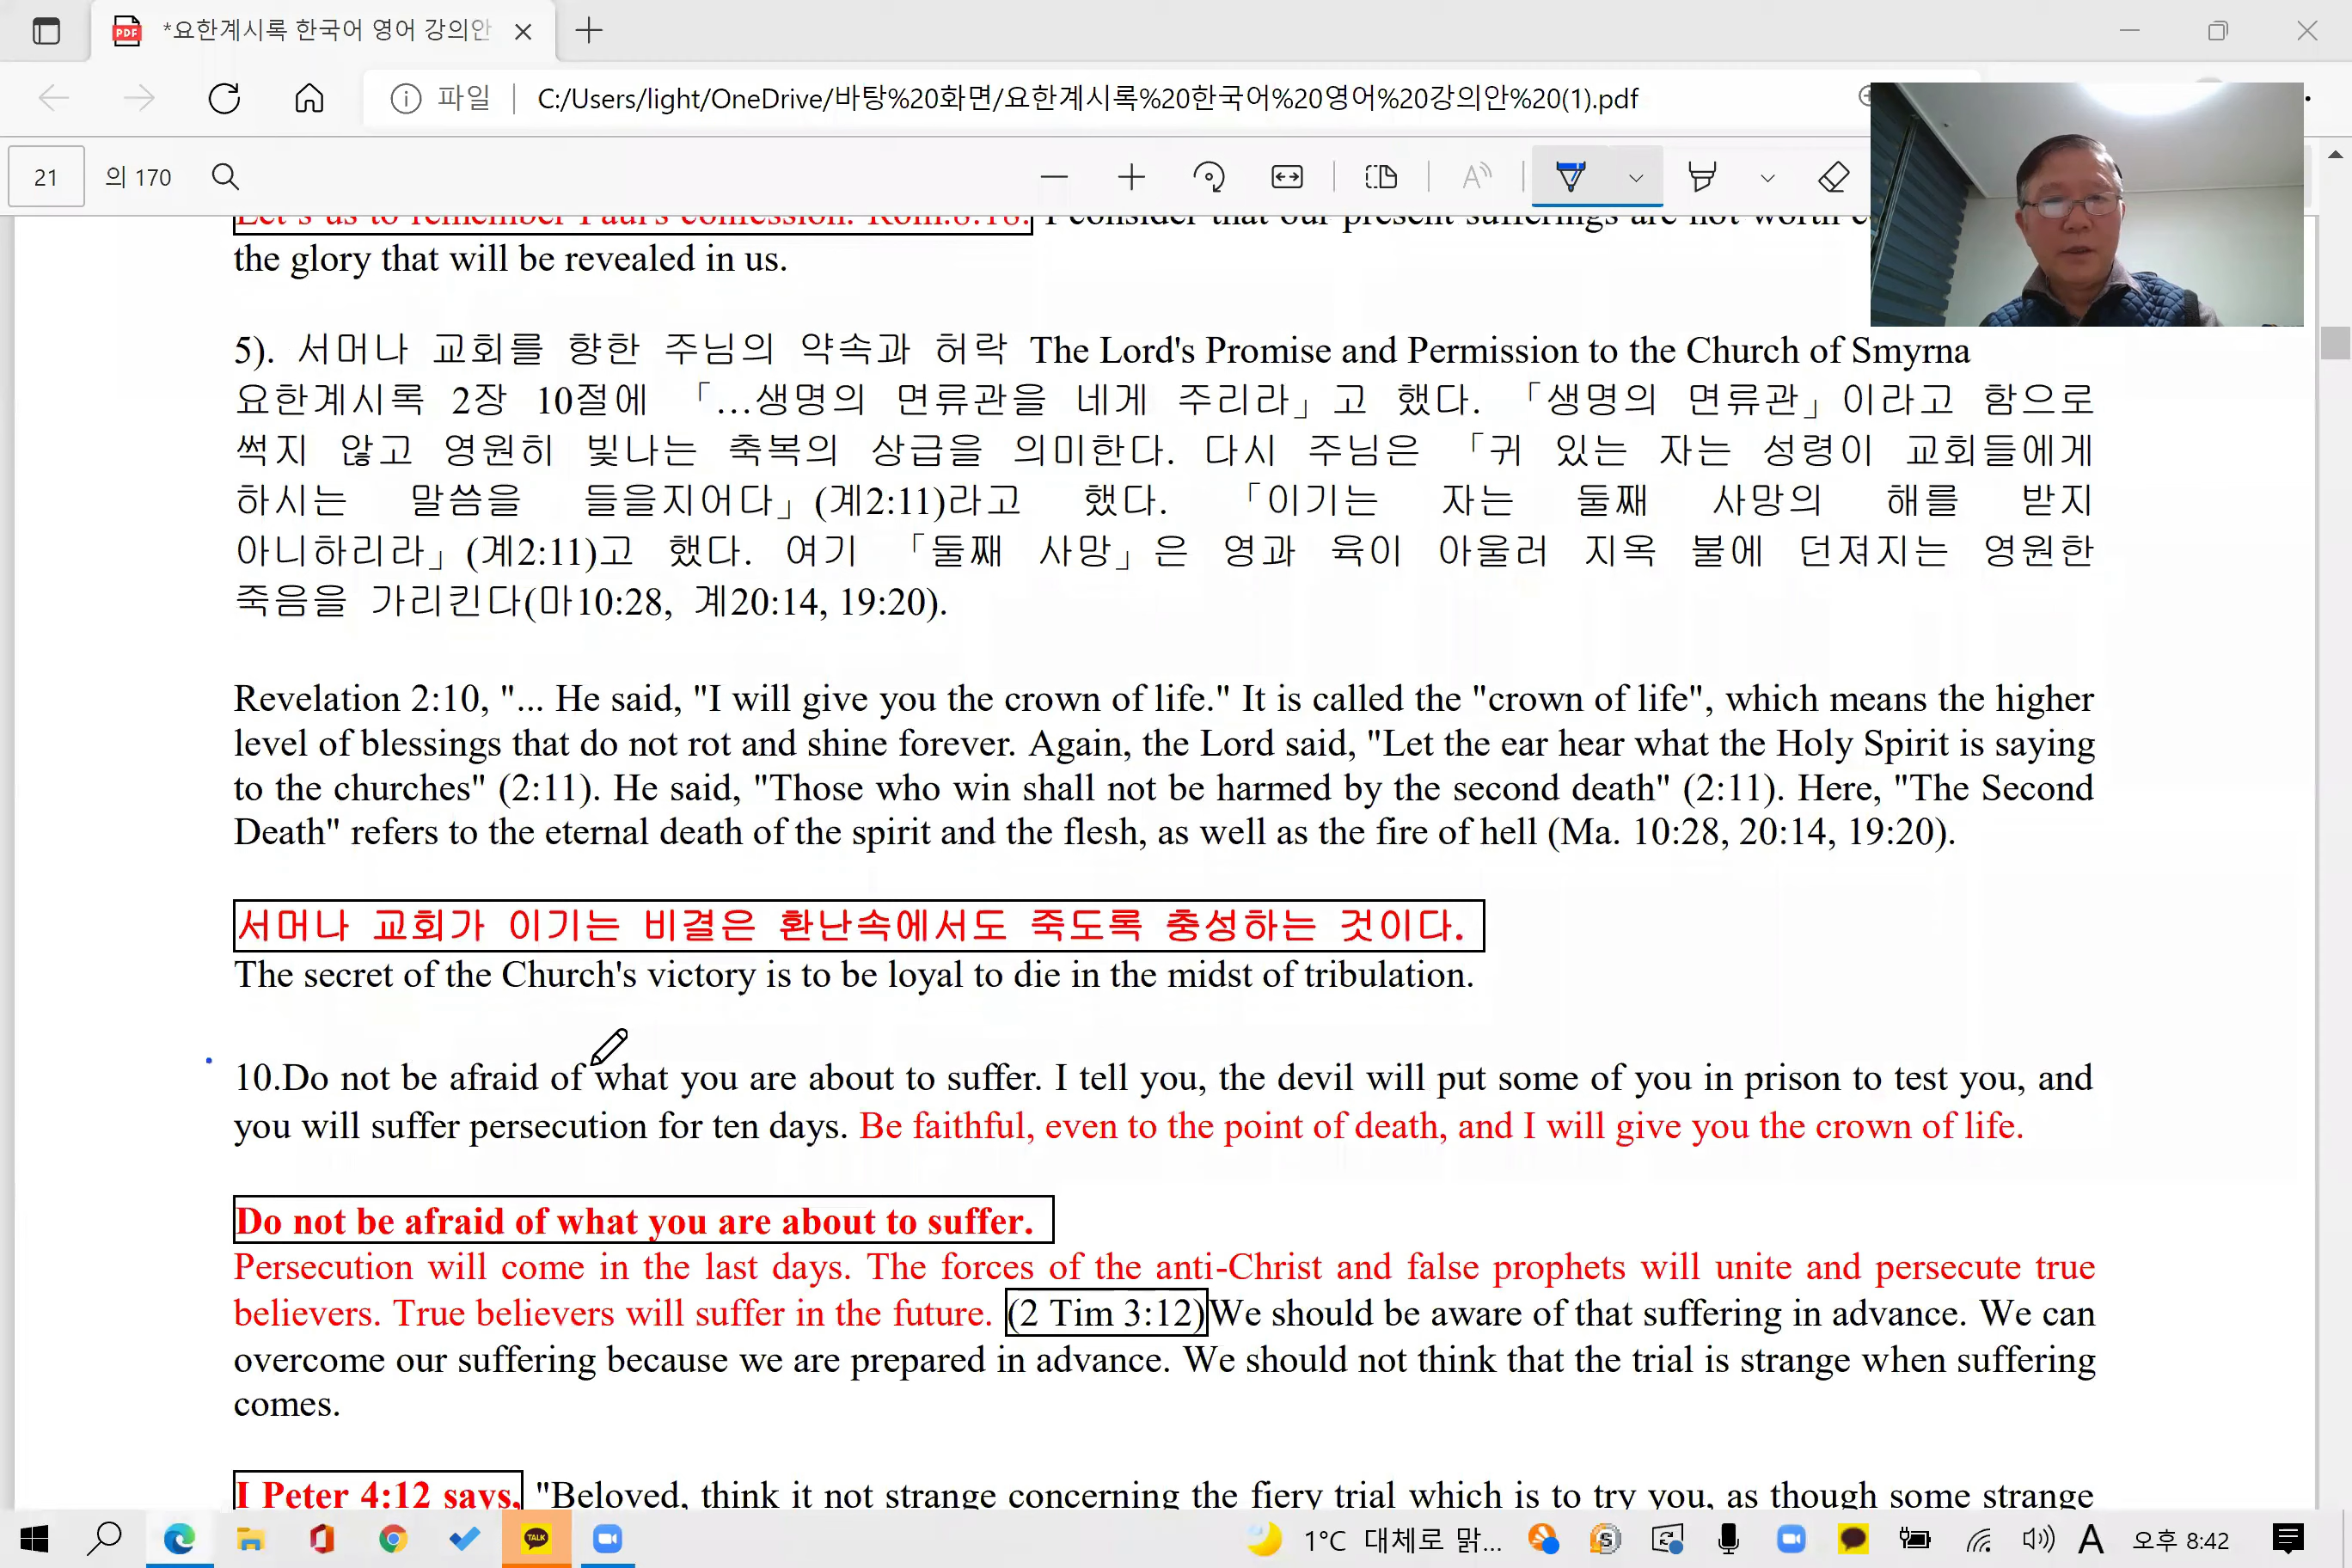 *요한계시록 한국어 영어 강의안
파일
C:/Users/light/OneDrive/바탕%20화면/요한계시록%20한국어%20영어%20강의안%20(1).pdf
21 의 170
Let's us to remember Paul's confession. Rom.8:18. I consider that our present sufferings are not worth
the glory that will be revealed in us.
5). 서머나 교회를 향한 주님의 약속과 허락 The Lord's Promise and Permission to the Church of Smyrna
요한계시록 2장 10절에 「...생명의 면류관을 네게 주리라」고 했다. 「생명의 면류관」이라고 함으로
썩지 않고 영원히 빛나는 축복의 상급을 의미한다. 다시 주님은 「귀 있는 자는 성령이 교회들에게
하시는 말씀을 들을지어다」(계2:11)라고 했다. 「이기는 자는 둘째 사망의 해를 받지
아니하리라」(계2:11)고 했다. 여기 「둘째 사망」은 영과 육이 아울러 지옥 불에 던져지는 영원한
죽음을 가리킨다(마10:28, 계20:14, 19:20).
Revelation 2:10, "... He said, "I will give you the crown of life." It is called the "crown of life", which means the higher
level of blessings that do not rot and shine forever. Again, the Lord said, "Let the ear hear what the Holy Spirit is saying
to the churches" (2:11). He said, "Those who win shall not be harmed by the second death" (2:11). Here, "The Second
Death" refers to the eternal death of the spirit and the flesh, as well as the fire of hell (Ma. 10:28, 20:14, 19:20).
서머나 교회가 이기는 비결은 환난속에서도 죽도록 충성하는 것이다.
The secret of the Church's victory is to be loyal to die in the midst of tribulation.
10.Do not be afraid of what you are about to suffer. I tell you, the devil will put some of you in prison to test you, and
you will suffer persecution for ten days. Be faithful, even to the point of death, and I will give you the crown of life.
Do not be afraid of what you are about to suffer.
Persecution will come in the last days. The forces of the anti-Christ and false prophets will unite and persecute true
believers. True believers will suffer in the future. (2 Tim 3:12)We should be aware of that suffering in advance. We can
overcome our suffering because we are prepared in advance. We should not think that the trial is strange when suffering
comes.
I Peter 4:12 says, "Beloved, think it not strange concerning the fiery trial which is to try you, as though some strange
TALK
1°C 대체로 맑...
A 오후 8:42